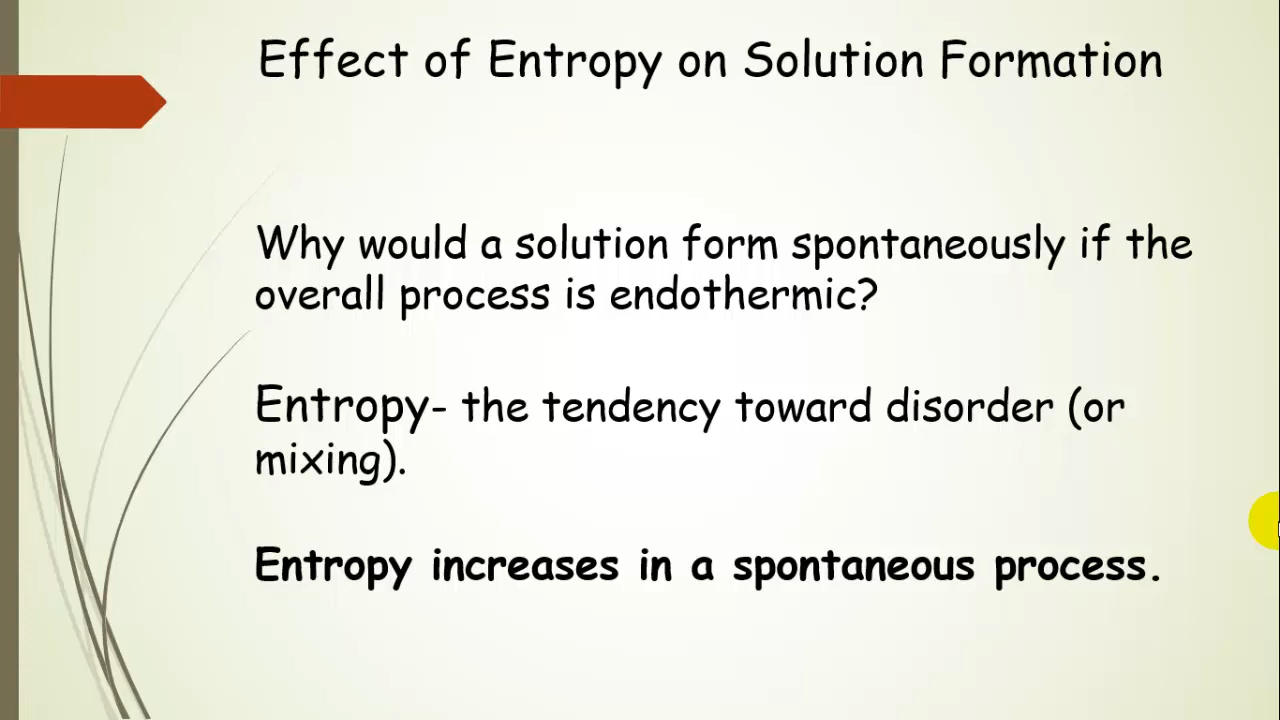 Effect of Entropy on Solution Formation
Why would a solution form spontaneously if the
overall process is endothermic?
Entropy- the tendency toward disorder (or
mixing).
Entropy increases in a spontaneous process.